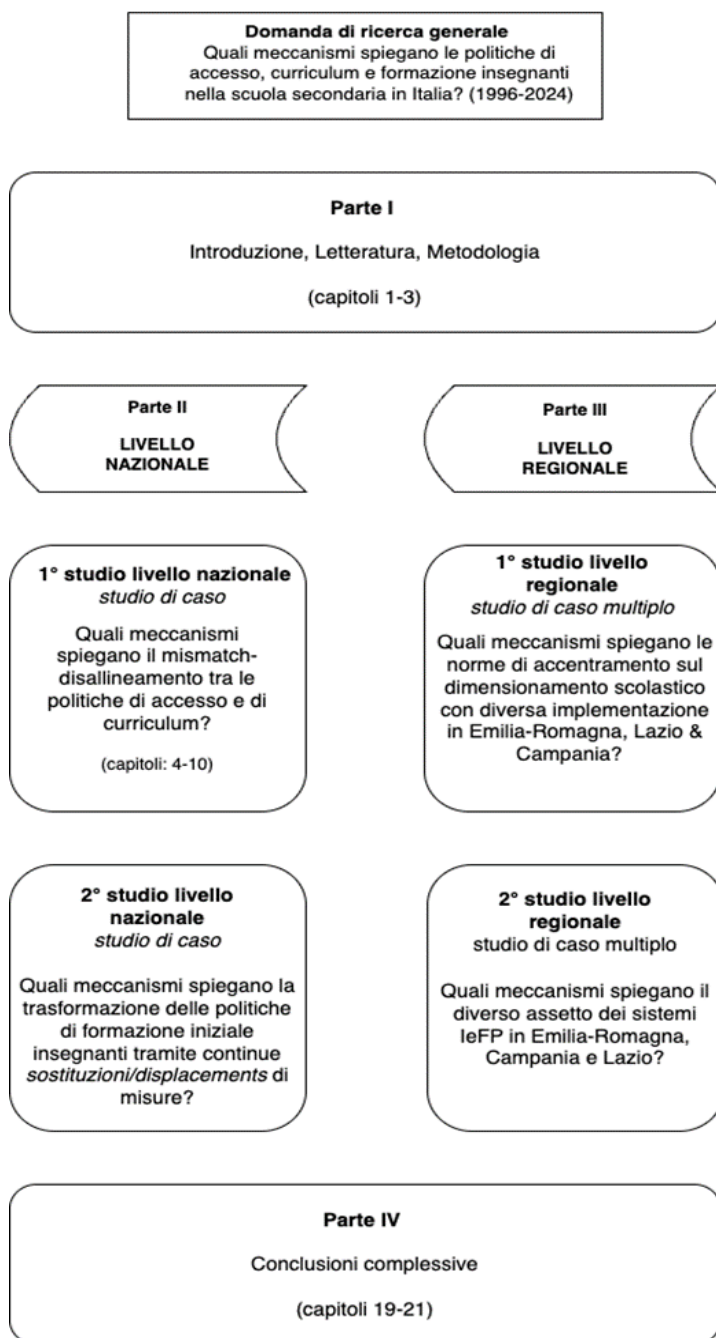 Domanda di ricerca generale
Quali meccanismi spiegano le politiche di
accesso, curriculum e formazione insegnanti
nella scuola secondaria in Italia? (1996-2024)
Parte I
Introduzione, Letteratura, Metodologia
(capitoli 1-3)
Parte II
LIVELLO
NAZIONALE
Parte III
LIVELLO
REGIONALE
1° studio livello nazionale
studio di caso
Quali meccanismi
spiegano il mismatch-
disallineamento tra le
politiche di accesso e di
curriculum?
(capitoli: 4-10)
1° studio livello
regionale
studio di caso multiplo
Quali meccanismi spiegano le
norme di accentramento sul
dimensionamento scolastico
con diversa implementazione
in Emilia-Romagna, Lazio &
Campania?
2° studio livello
nazionale
studio di caso
Quali meccanismi spiegano la
trasformazione delle politiche
di formazione iniziale
insegnanti tramite continue
sostituzioni/displacements di
misure?
2° studio livello
regionale
studio di caso multiplo
Quali meccanismi spiegano il
diverso assetto dei sistemi
IeFP in Emilia-Romagna,
Campania e Lazio?
Parte IV
Conclusioni complessive
(capitoli 19-21)